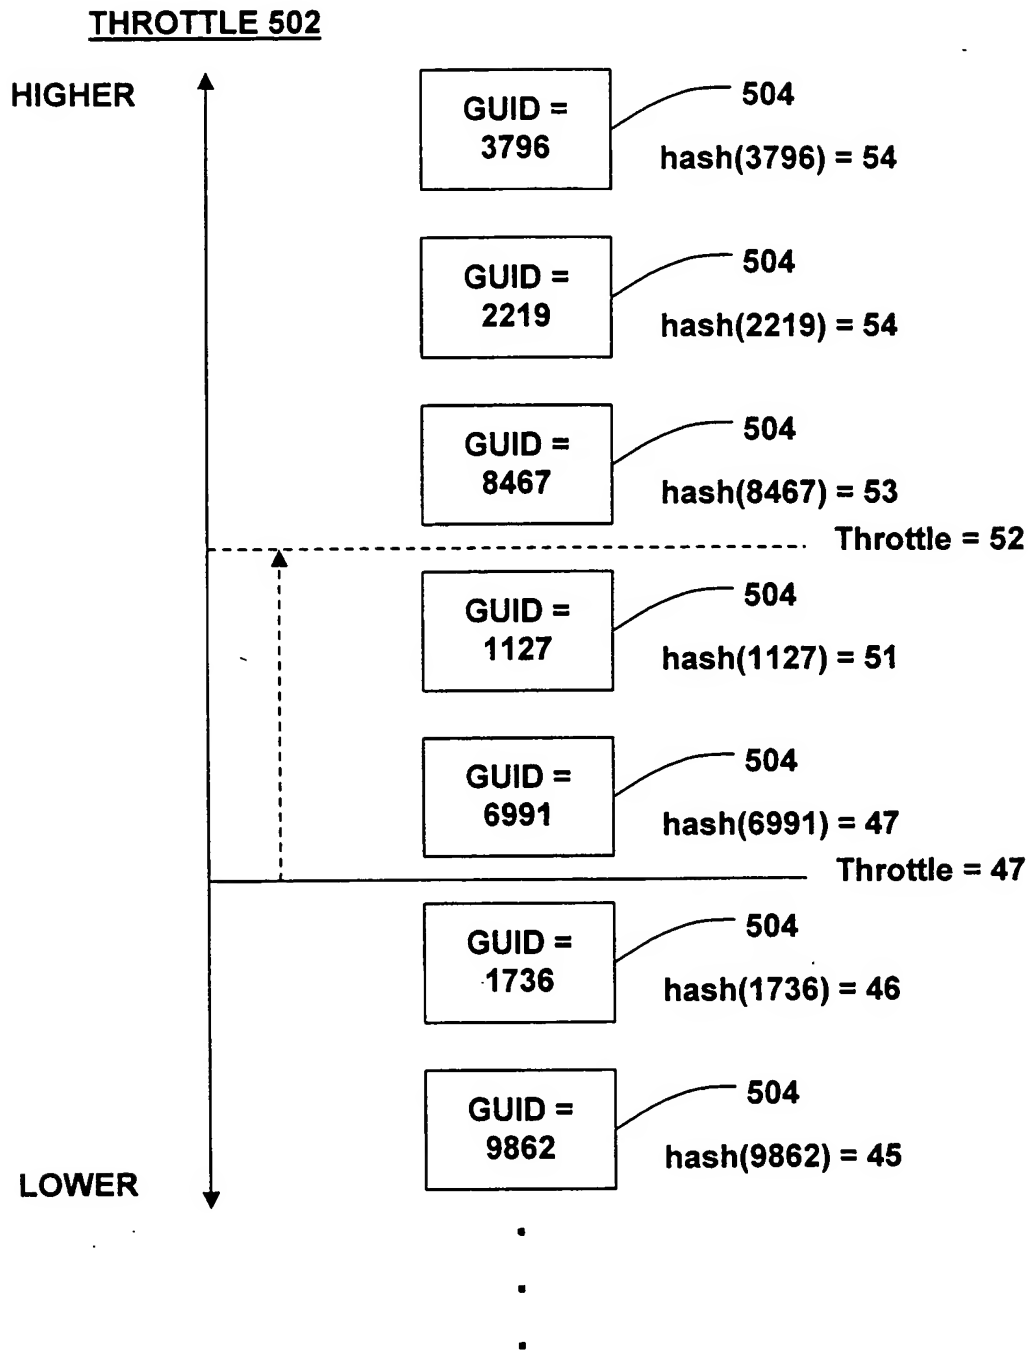 THROTTLE 502
HIGHER
GUID =
3796
504
hash(3796) = 54
GUID =
2219
504
hash(2219) = 54
GUID =
8467
504
hash(8467) = 53
Throttle = 52
GUID =
1127
504
hash(1127) = 51
GUID =
6991
504
hash(6991) = 47
Throttle = 47
GUID =
1736
504
hash(1736) = 46
GUID =
9862
504
hash(9862) = 45
LOWER
.
.
.